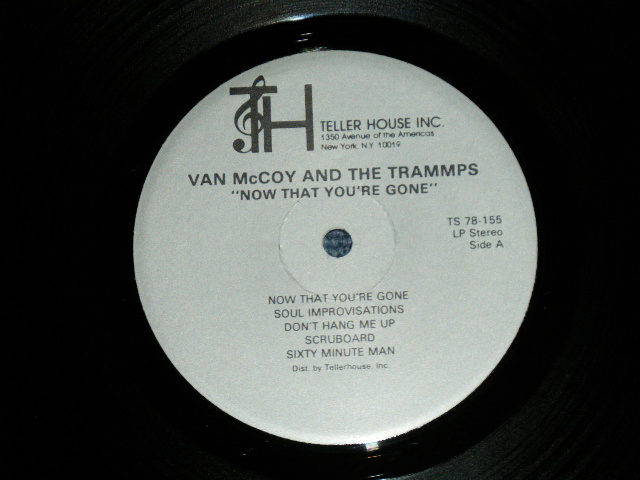 TH
TELLER HOUSE INC.
1350 Avenue of the Americas
New York, N.Y. 10019
VAN McCOY AND THE TRAMMPS
"NOW THAT YOU'RE GONE"
TS 78-155
LP Stereo
Side A
NOW THAT YOU'RE GONE
SOUL IMPROVISATIONS
DON'T HANG ME UP
SCRUBOARD
SIXTY MINUTE MAN
Dist. by Tellerhouse, Inc.